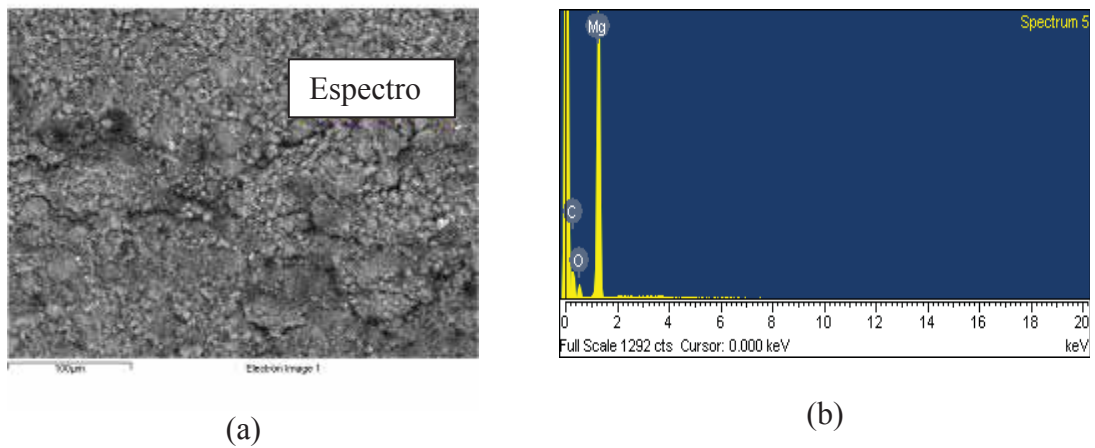 Espectro
100µm
Electron Image 1
(a)
Spectrum 5
Mg
C
O
0 2 4 6 8 10 12 14 16 18 20
Full Scale 1292 cts Cursor: 0.000 keV keV
(b)